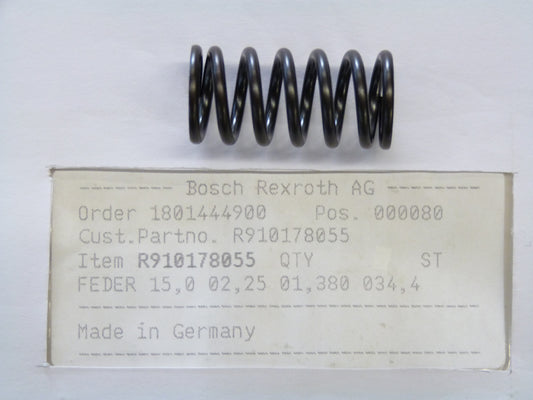 Bosch Rexroth AG
Order 1801444900 Pos. 000080
Cust.Partno. R910178055
Item R910178055 QTY ST
FEDER 15,0 02,25 01,380 034,4
Made in Germany